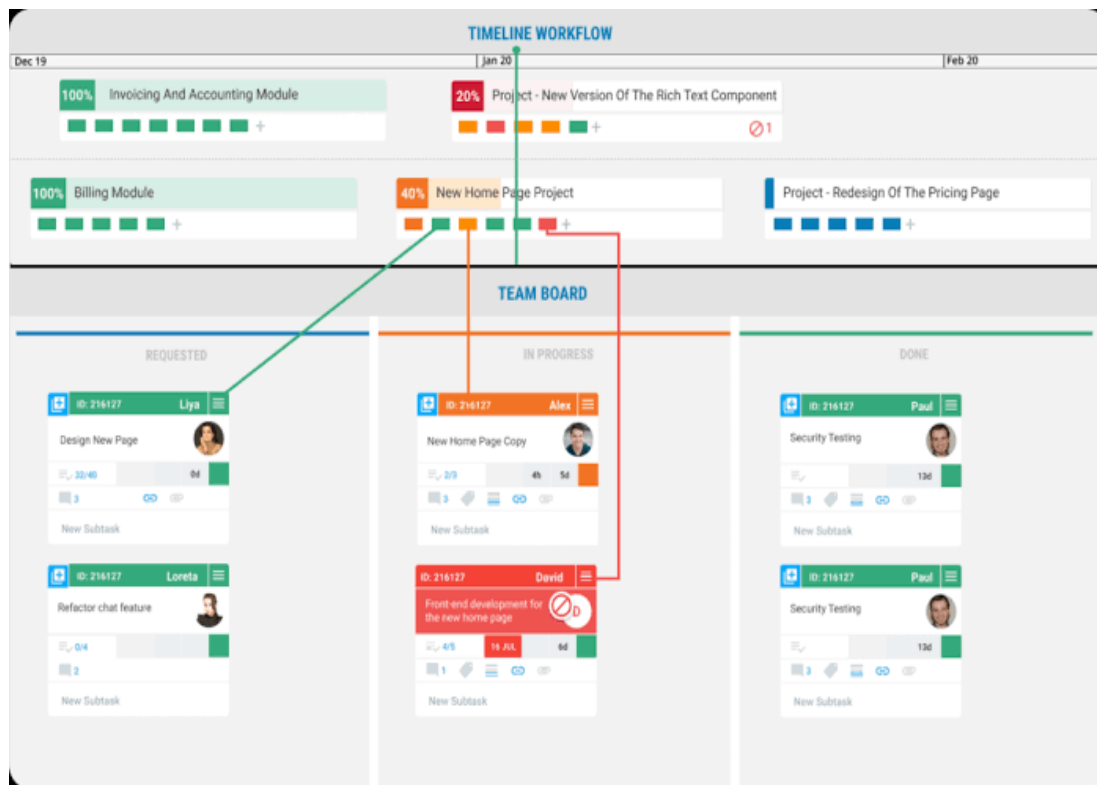 TIMELINE WORKFLOW
Dec 19 Jan 20 Feb 20
100% Invoicing And Accounting Module
20% Project - New Version Of The Rich Text Component
+
+ 1
100% Billing Module
40% New Home Page Project
Project - Redesign Of The Pricing Page
+
+
+
TEAM BOARD
REQUESTED
IN PROGRESS
DONE
ID: 216127 Liya
Design New Page
32/40 0d
3
New Subtask
ID: 216127 Loreta
Refactor chat feature
0/4
2
New Subtask
ID: 216127 Alex
New Home Page Copy
2/3 4h 5d
3
New Subtask
ID: 216127 David
Front-end development for
the new home page
D
4/5 16 JUL 6d
1
New Subtask
ID: 216127 Paul
Security Testing
13d
3
New Subtask
ID: 216127 Paul
Security Testing
13d
3
New Subtask